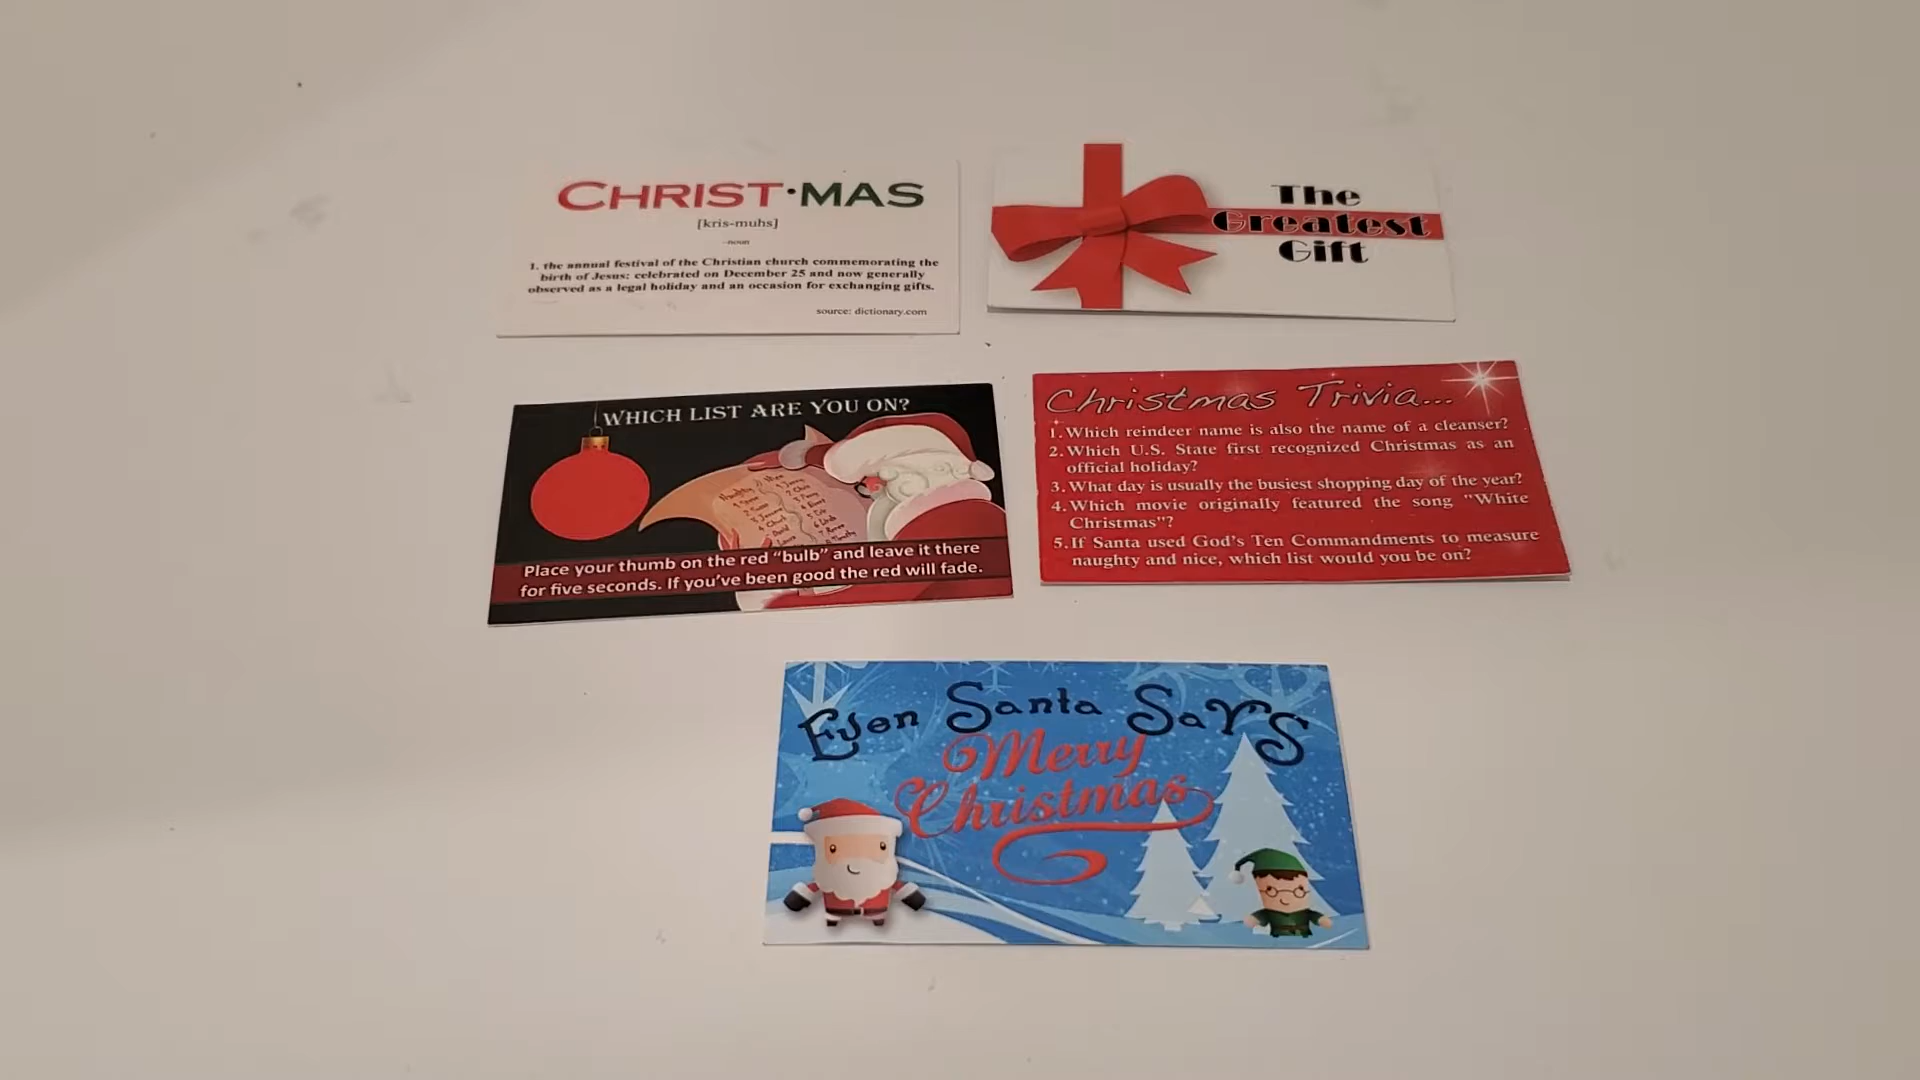 CHRIST·MAS
[kris-muhs]
–noun
1. the annual festival of the Christian church commemorating the
birth of Jesus: celebrated on December 25 and now generally
observed as a legal holiday and an occasion for exchanging gifts.
source: dictionary.com
The
Greatest
Gift
WHICH LIST ARE YOU ON?
Naughty
Nice
Place your thumb on the red “bulb” and leave it there
for five seconds. If you’ve been good the red will fade.
Christmas Trivia...
1. Which reindeer name is also the name of a cleanser?
2. Which U.S. State first recognized Christmas as an
official holiday?
3. What day is usually the busiest shopping day of the year?
4. Which movie originally featured the song "White
Christmas"?
5. If Santa used God's Ten Commandments to measure
naughty and nice, which list would you be on?
Even Santa Says
Merry
Christmas